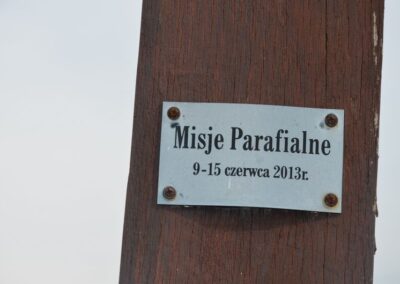 Misje Parafialne
9-15 czerwca 2013r.